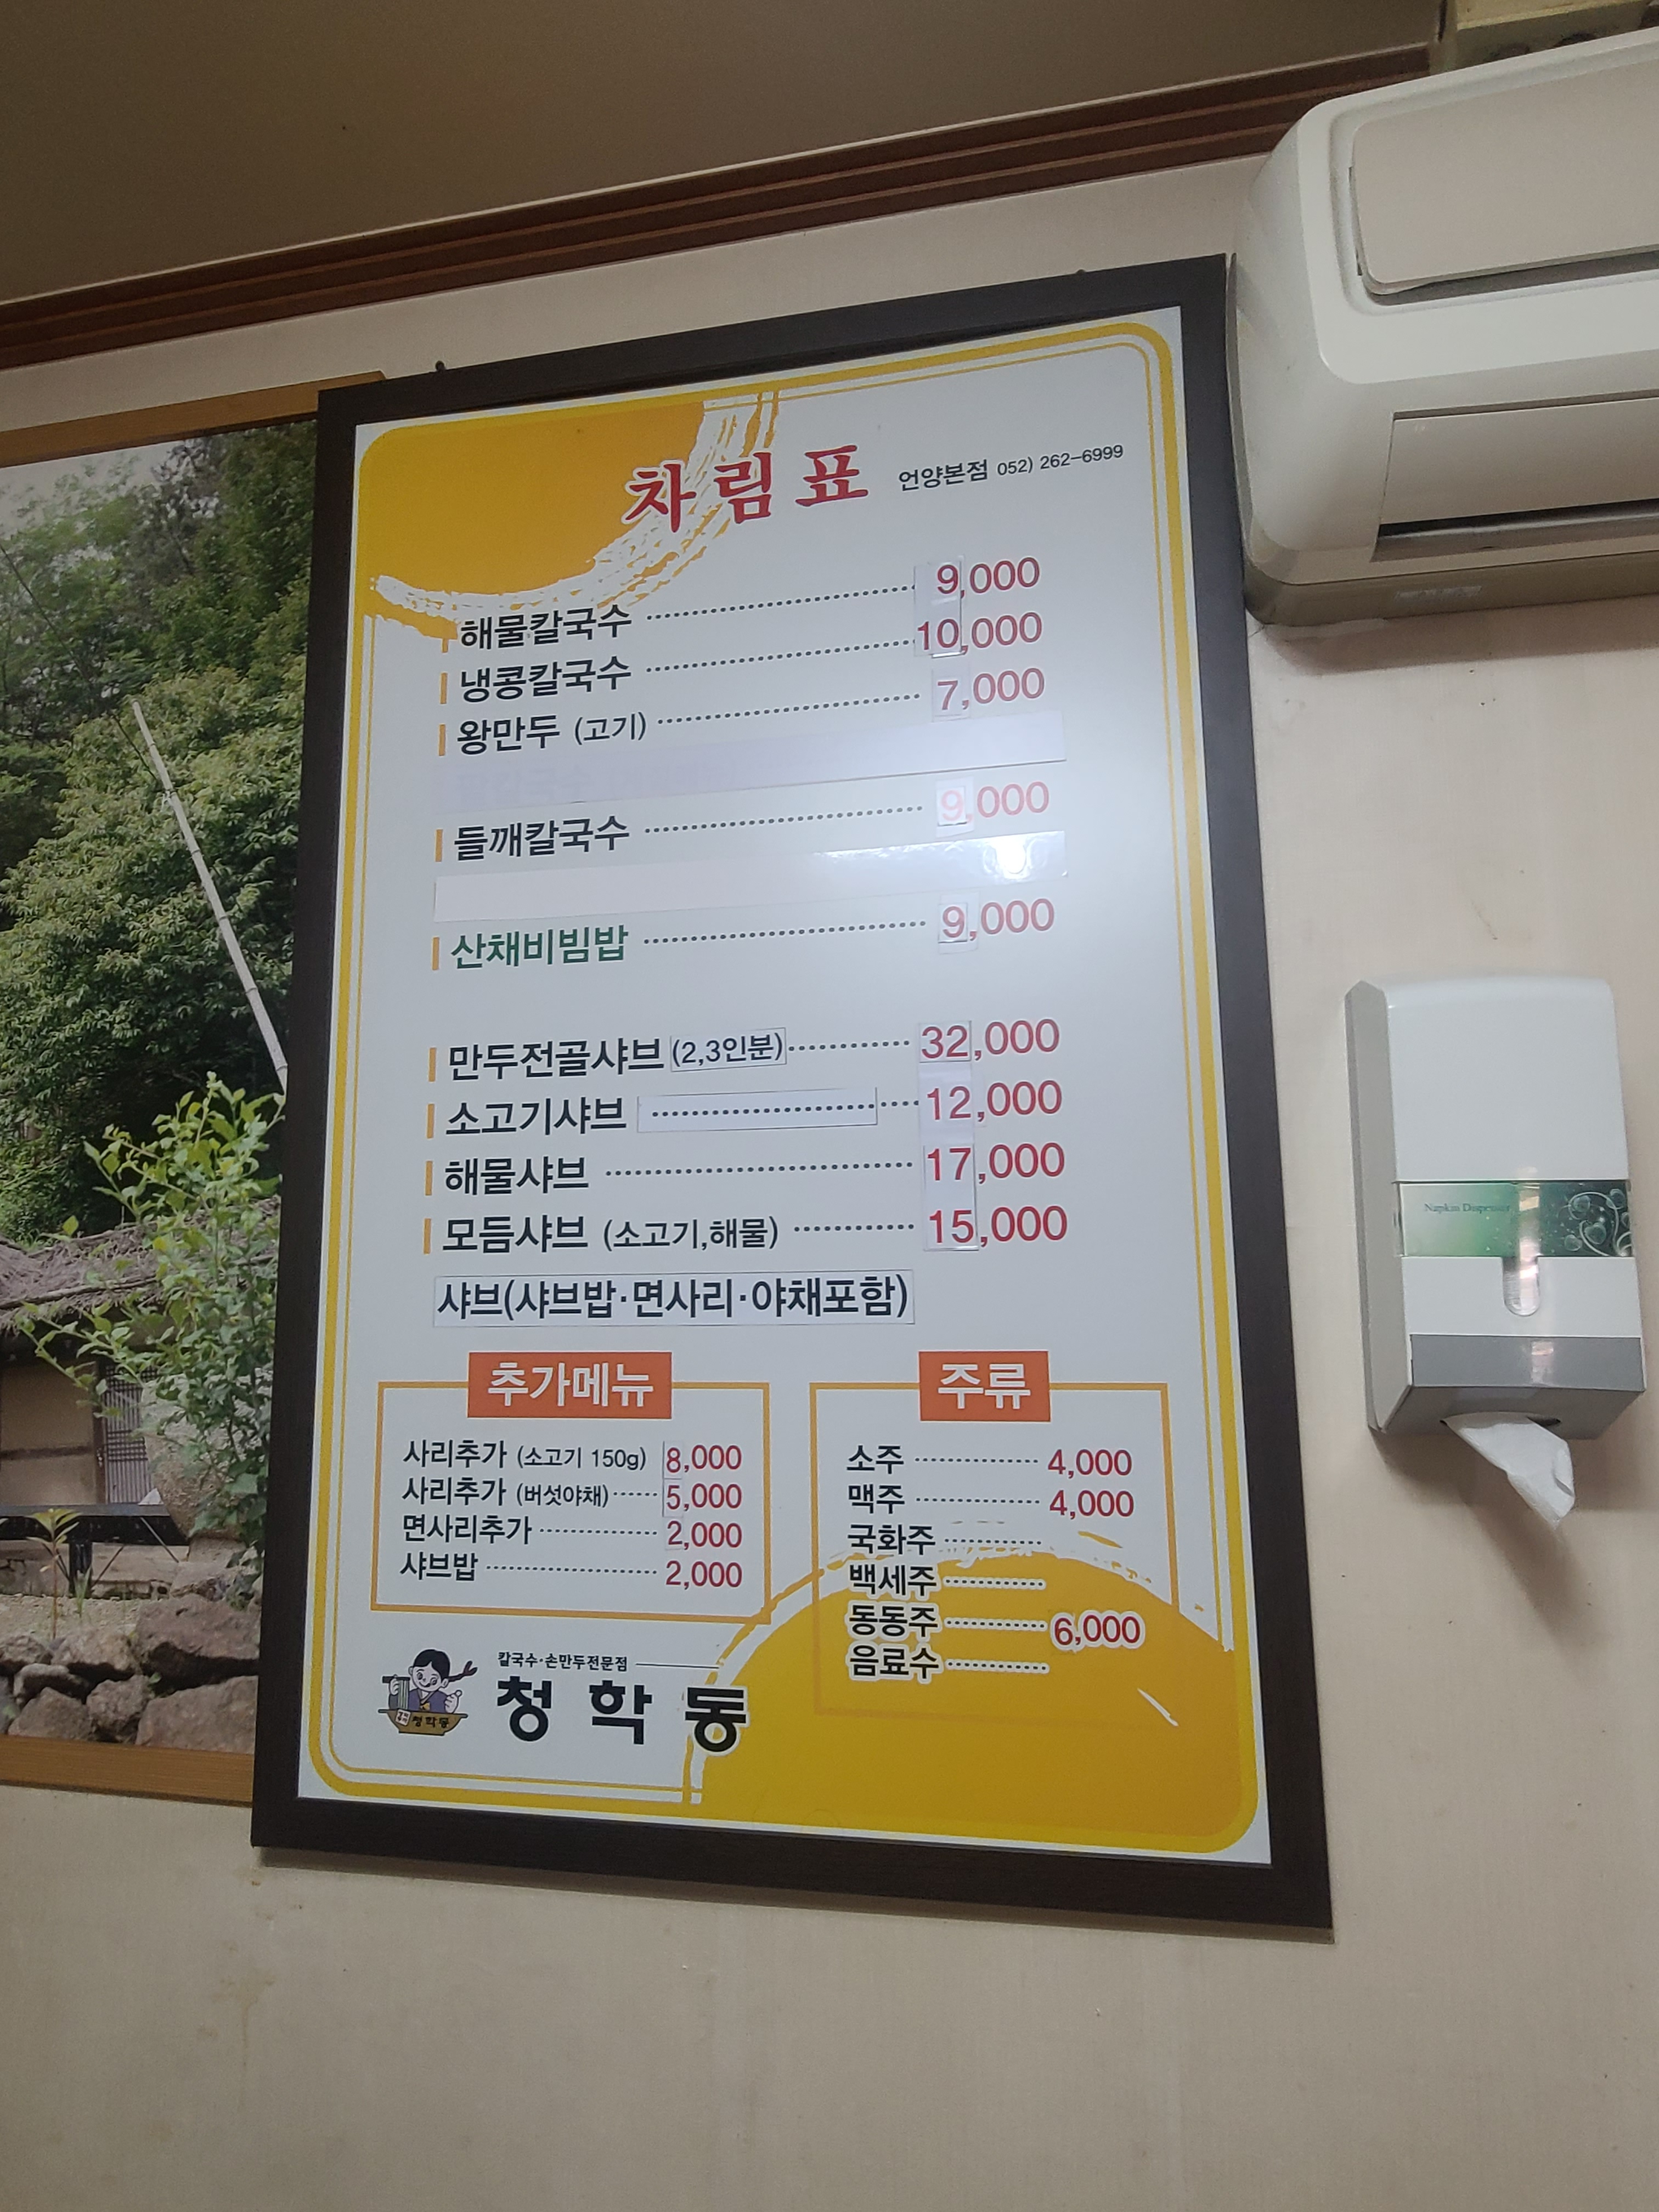 차림표 언양본점 052) 262-6999
해물칼국수 9,000
냉콩칼국수 10,000
왕만두 (고기) 7,000
들깨칼국수 9,000
산채비빔밥 9,000
만두전골샤브(2,3인분) 32,000
소고기샤브 12,000
해물샤브 17,000
모듬샤브 (소고기,해물) 15,000
샤브(샤브밥·면사리·야채포함)
추가메뉴
사리추가 (소고기 150g) 8,000
사리추가 (버섯야채) 5,000
면사리추가 2,000
샤브밥 2,000
주류
소주 4,000
맥주 4,000
국화주
백세주
동동주 6,000
음료수
칼국수·손만두전문점
청학동
청학동
Napkin Dispenser